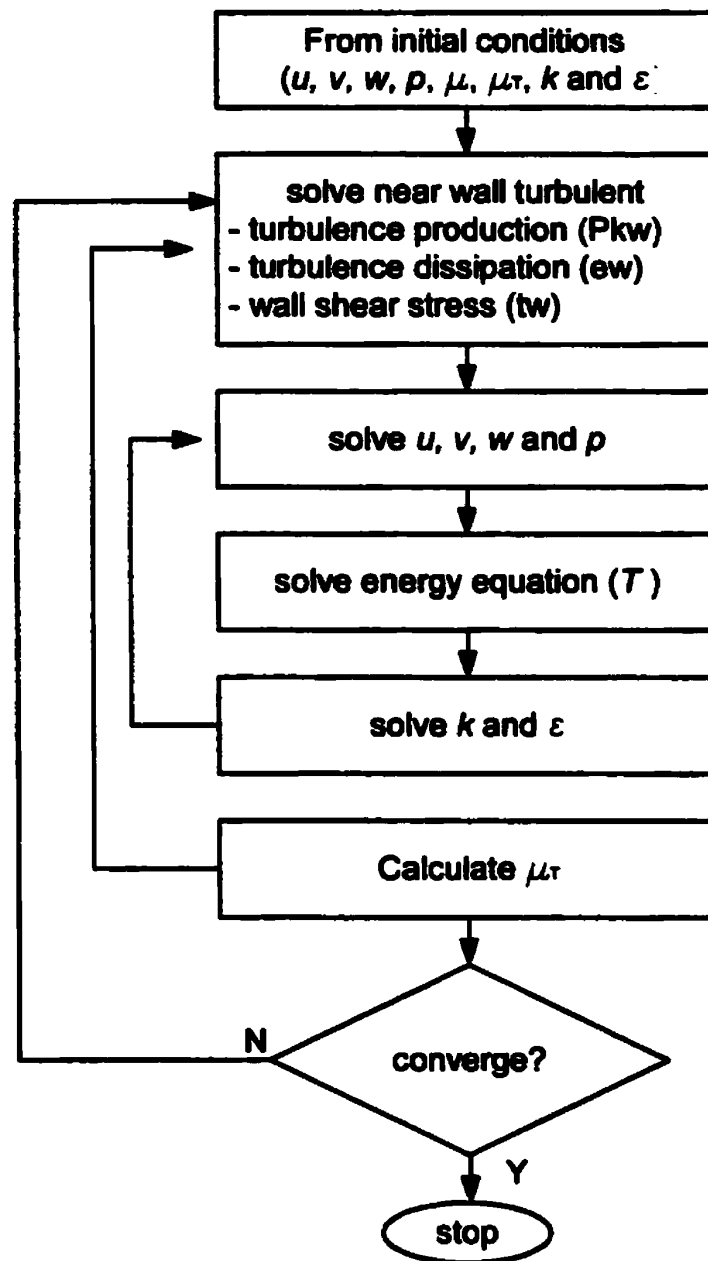 From initial conditions
(u, v, w, p, μ, μT, k and ε
solve near wall turbulent
- turbulence production (Pkw)
- turbulence dissipation (ew)
- wall shear stress (tw)
solve u, v, w and p
solve energy equation (T )
solve k and ε
Calculate μT
N
converge?
Y
stop